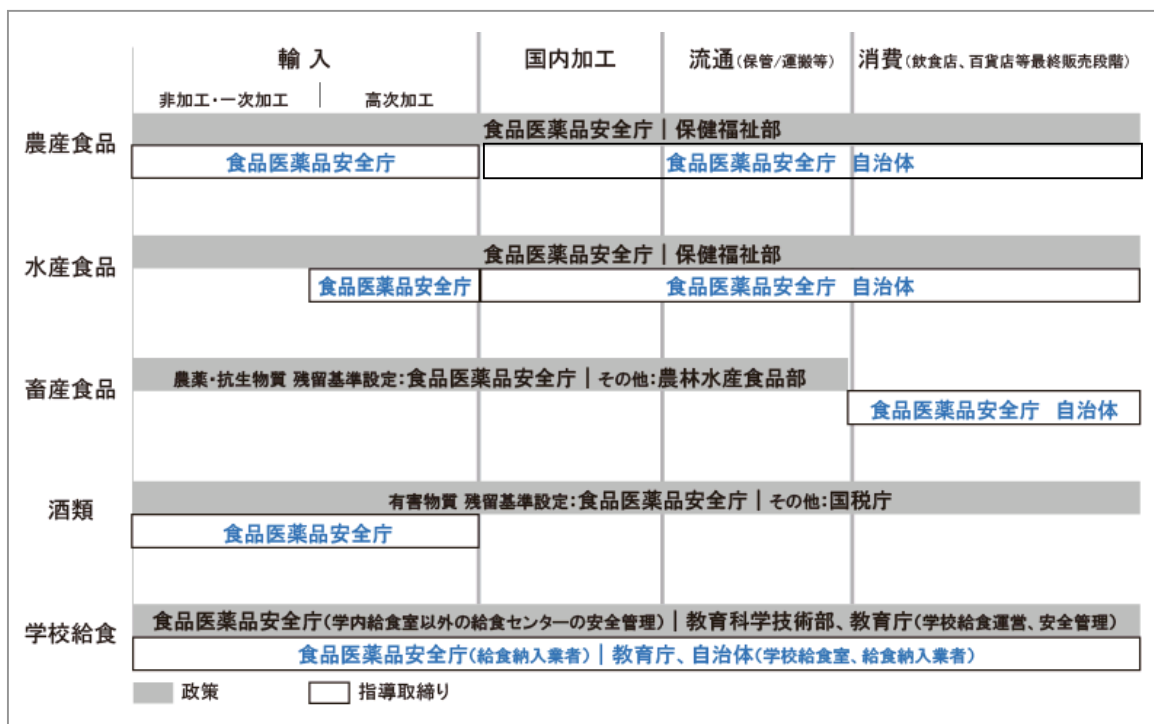 輸入 国内加工 流通(保管/運搬等) 消費(飲食店、百貨店等最終販売段階)
非加工・一次加工 高次加工
農産食品
食品医薬品安全庁|保健福祉部
食品医薬品安全庁 食品医薬品安全庁 自治体
水産食品
食品医薬品安全庁|保健福祉部
食品医薬品安全庁 食品医薬品安全庁 自治体
畜産食品
農薬・抗生物質 残留基準設定:食品医薬品安全庁|その他:農林水産食品部
食品医薬品安全庁 自治体
酒類
有害物質 残留基準設定:食品医薬品安全庁|その他:国税庁
食品医薬品安全庁
学校給食
食品医薬品安全庁(学内給食室以外の給食センターの安全管理)|教育科学技術部、教育庁(学校給食運営、安全管理)
食品医薬品安全庁(給食納入業者)|教育庁、自治体(学校給食室、給食納入業者)
政策 指導取締り